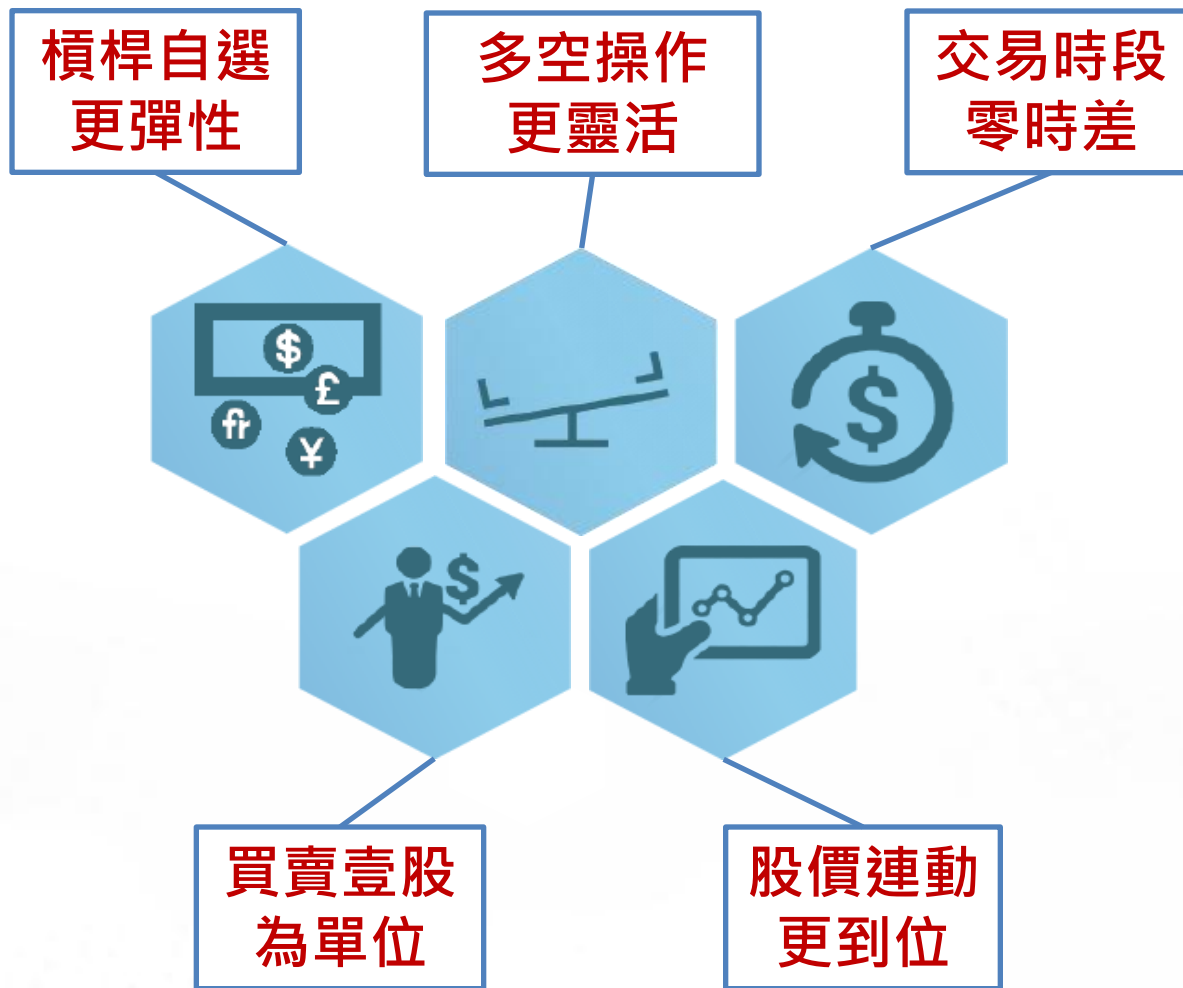 槓桿自選
更彈性
多空操作
更靈活
交易時段
零時差
$
£
fr
¥
$
$
買賣壹股
為單位
股價連動
更到位